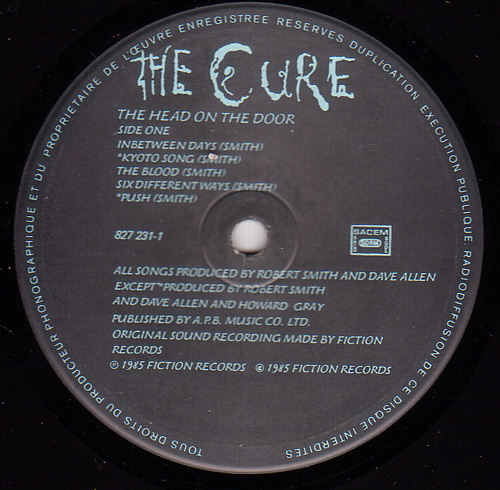 TOUS DROITS DU PRODUCTEUR PHONOGRAPHIQUE ET DU PROPRIETAIRE DE L'ŒUVRE ENREGISTREE RESERVES DUPLICATION, EXECUTION PUBLIQUE, RADIODIFFUSION DE CE DISQUE INTERDITES
THE CURE
THE HEAD ON THE DOOR
SIDE ONE
INBETWEEN DAYS (SMITH)
*KYOTO SONG (SMITH)
THE BLOOD (SMITH)
SIX DIFFERENT WAYS (SMITH)
*PUSH (SMITH)
827 231-1
SACEM
ALL SONGS PRODUCED BY ROBERT SMITH AND DAVE ALLEN
EXCEPT *PRODUCED BY ROBERT SMITH
AND DAVE ALLEN AND HOWARD GRAY
PUBLISHED BY A.P.B. MUSIC CO. LTD.
ORIGINAL SOUND RECORDING MADE BY FICTION
RECORDS
℗ 1985 FICTION RECORDS © 1985 FICTION RECORDS